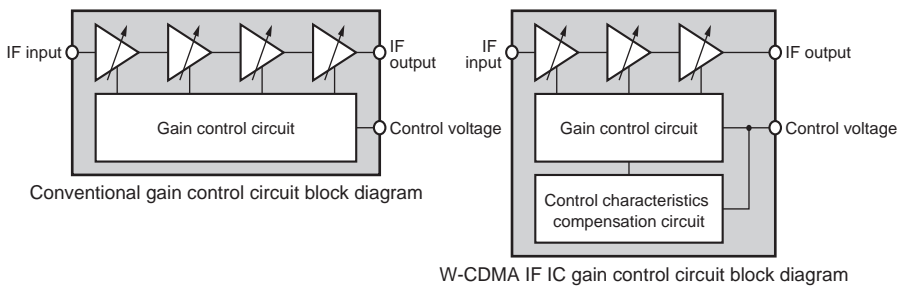 IF input
IF
output
Gain control circuit
Control voltage
Conventional gain control circuit block diagram
IF
input
IF output
Gain control circuit
Control voltage
Control characteristics
compensation circuit
W-CDMA IF IC gain control circuit block diagram